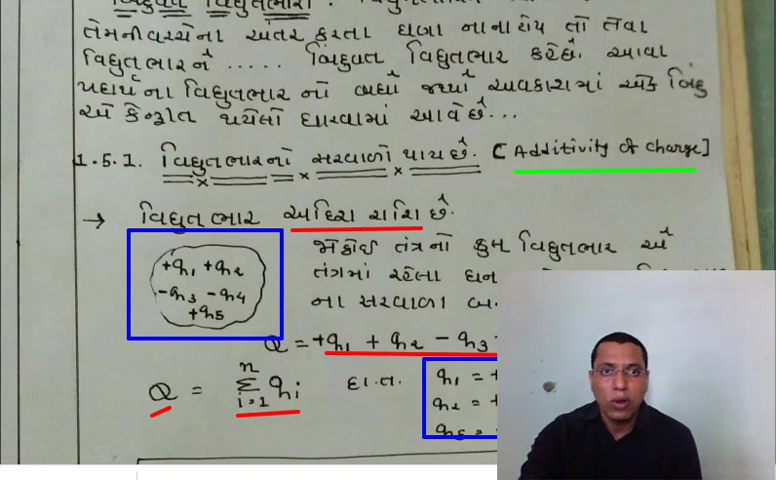 બિંદુવત્ વિદ્યુતભારો :
તેમની વચ્ચેના અંતર કરતા ઘણા નાના હોય તો તેવા
વિદ્યુતભારને ..... બિંદુવત વિદ્યુતભાર કહેછે. આવા
પદાર્થના વિદ્યુતભારનો બધો જથ્થો અવકાશમાં એક બિંદુ
એ કેન્દ્રીત થયેલો ધારવામાં આવે છે...
1.5.1. વિદ્યુતભારનો સરવાળો થાય છે. [Additivity of charge]
→ વિદ્યુતભાર અદિશ રાશિ છે.
જેકોઈ તંત્રનો કુલ વિદ્યુતભાર એ
+q1 +q2
તંત્રમાં રહેલા ધન
-q3 -q4
ના સરવાળા
+q5
Q = +q1 + q2 - q3
Q = n Σ i=1 qi દા.ત.
q1 = +
q2 = +